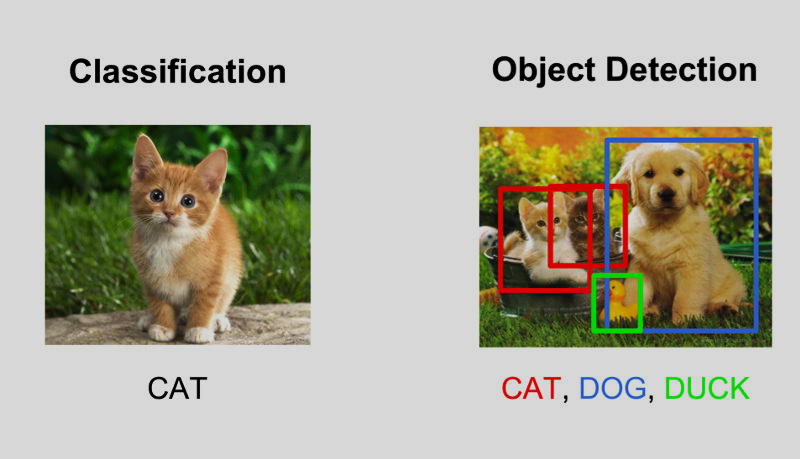 Classification
Object Detection
CAT
CAT, DOG, DUCK